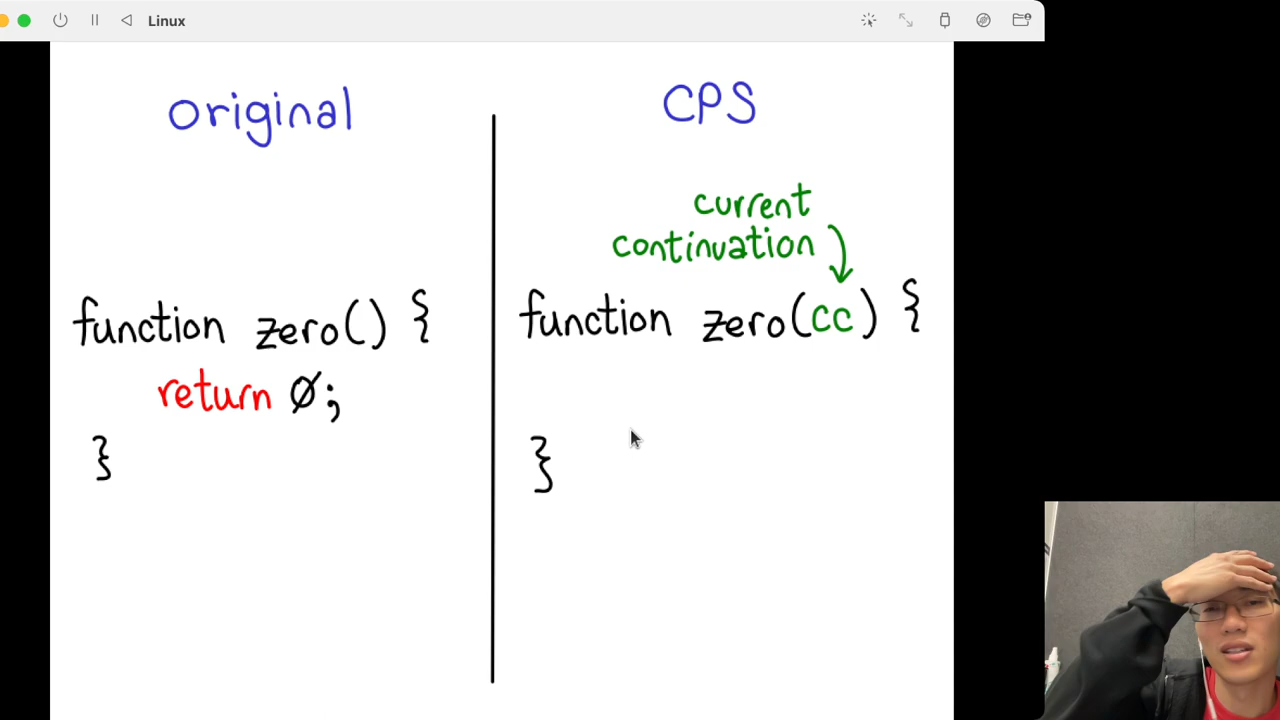 Linux
original
CPS
current
continuation
function zero() {
return 0;
}
function zero(cc) {
}